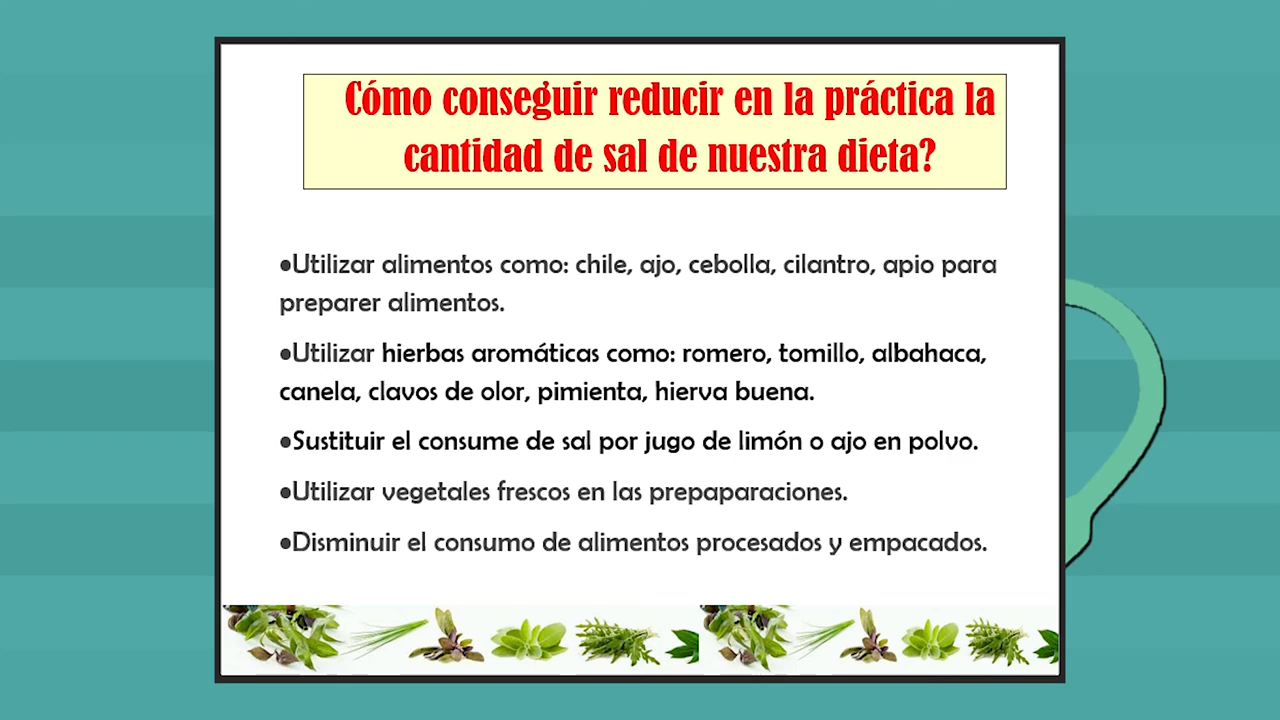 Cómo conseguir reducir en la práctica la
cantidad de sal de nuestra dieta?
•Utilizar alimentos como: chile, ajo, cebolla, cilantro, apio para
preparer alimentos.
•Utilizar hierbas aromáticas como: romero, tomillo, albahaca,
canela, clavos de olor, pimienta, hierva buena.
•Sustituir el consume de sal por jugo de limón o ajo en polvo.
•Utilizar vegetales frescos en las prepaparaciones.
•Disminuir el consumo de alimentos procesados y empacados.